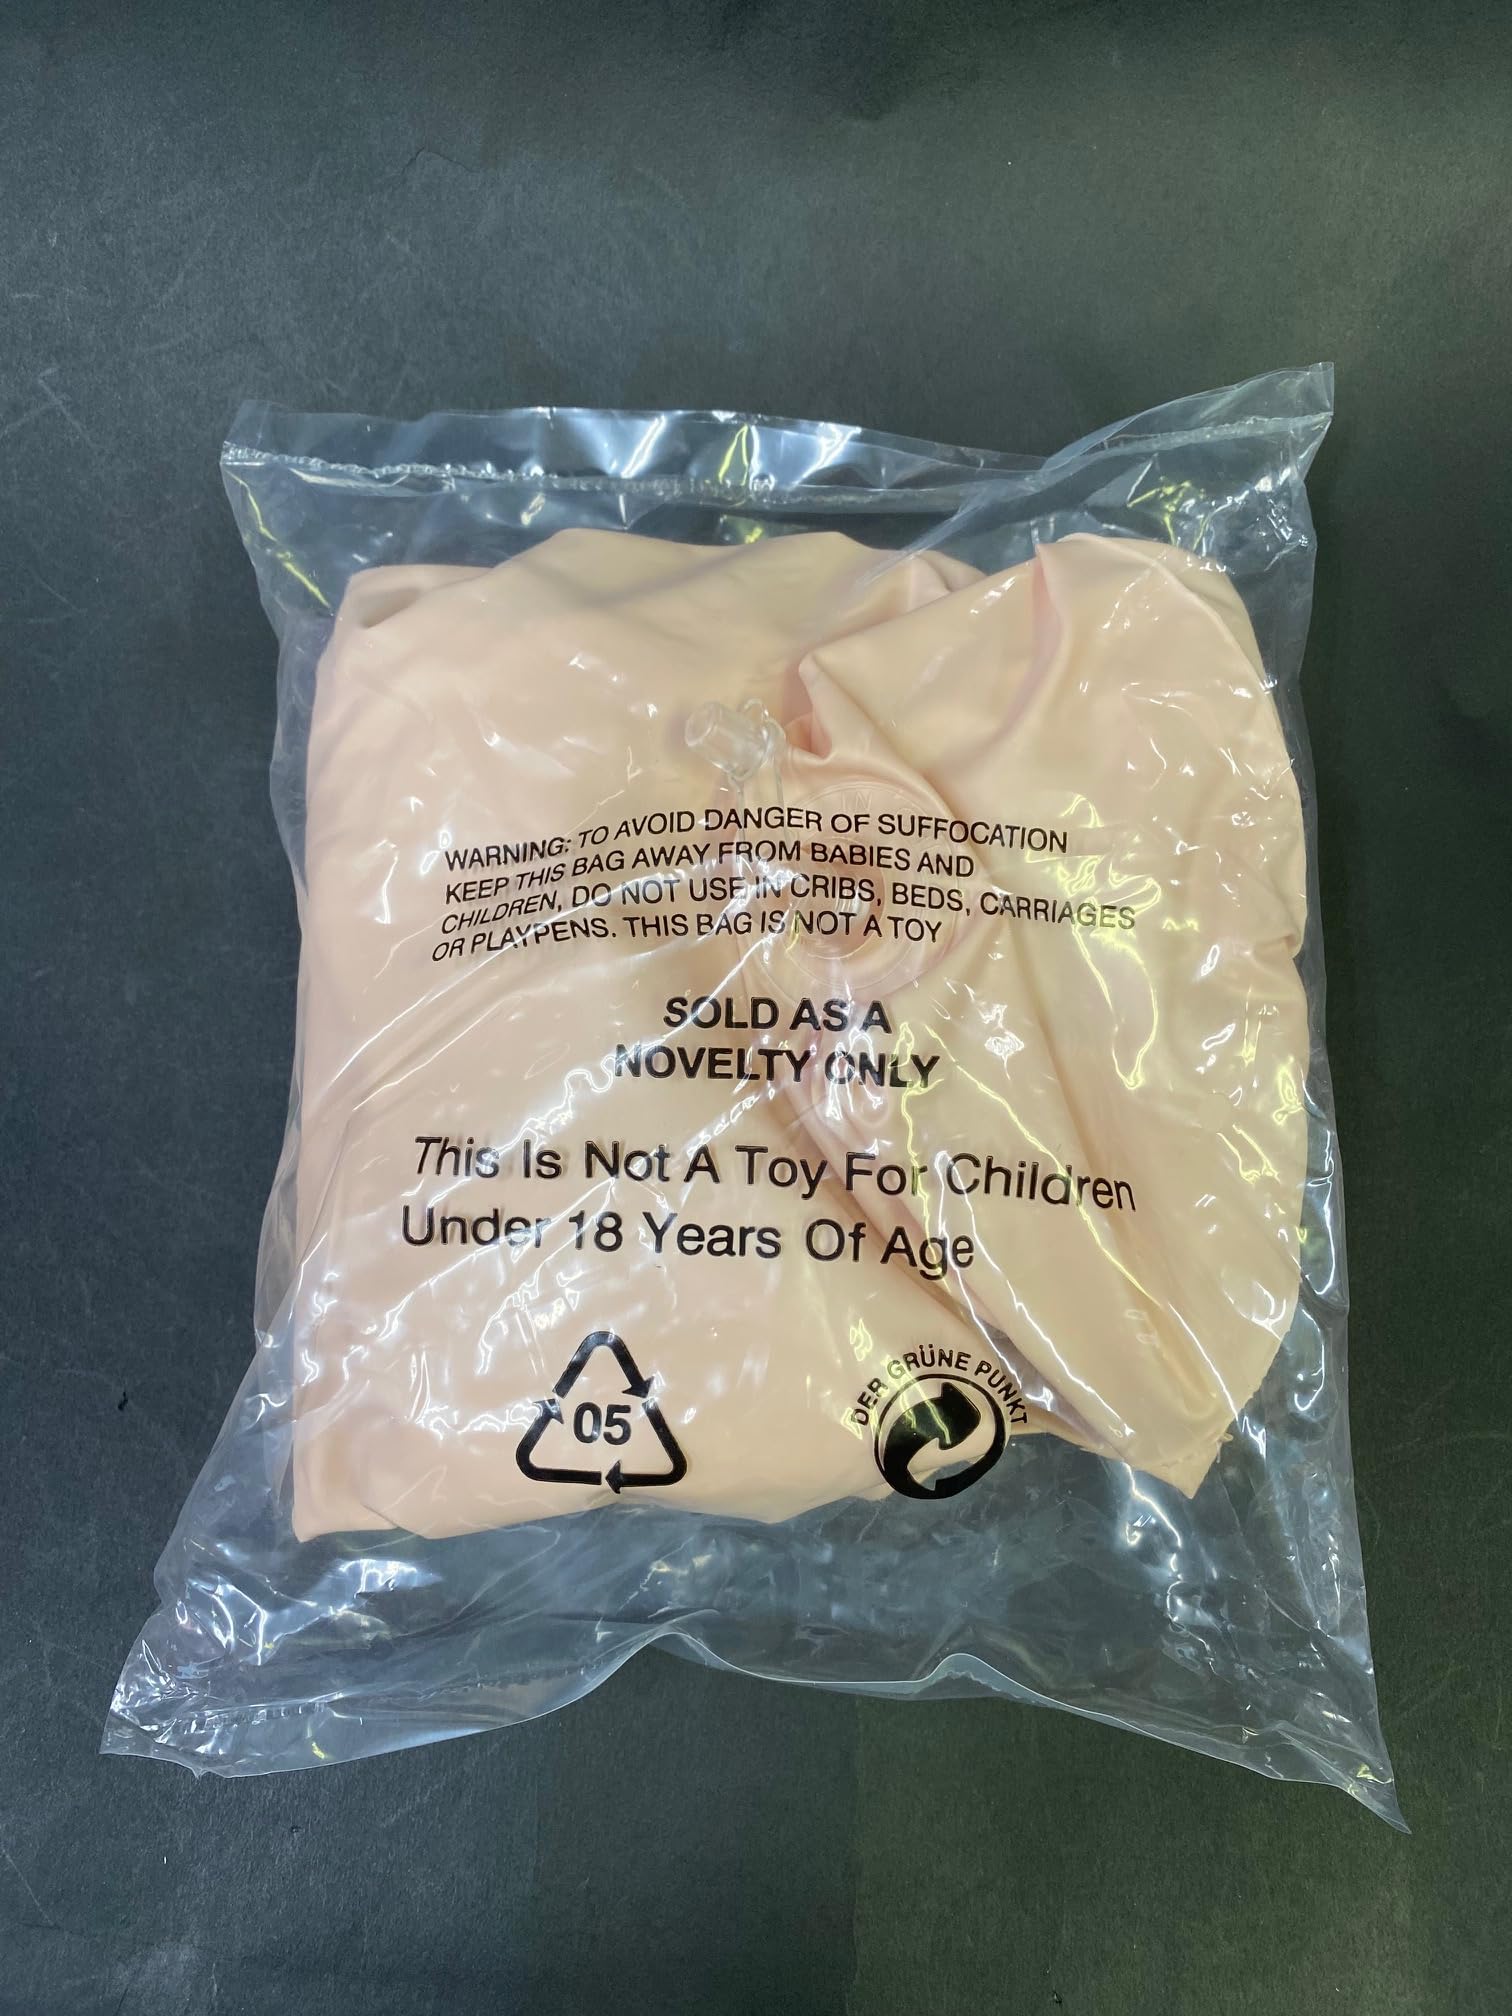 WARNING: TO AVOID DANGER OF SUFFOCATION
KEEP THIS BAG AWAY FROM BABIES AND
CHILDREN, DO NOT USE IN CRIBS, BEDS, CARRIAGES
OR PLAYPENS. THIS BAG IS NOT A TOY
SOLD AS A
NOVELTY ONLY
This Is Not A Toy For Children
Under 18 Years Of Age
05
DER GRÜNE PUNKT